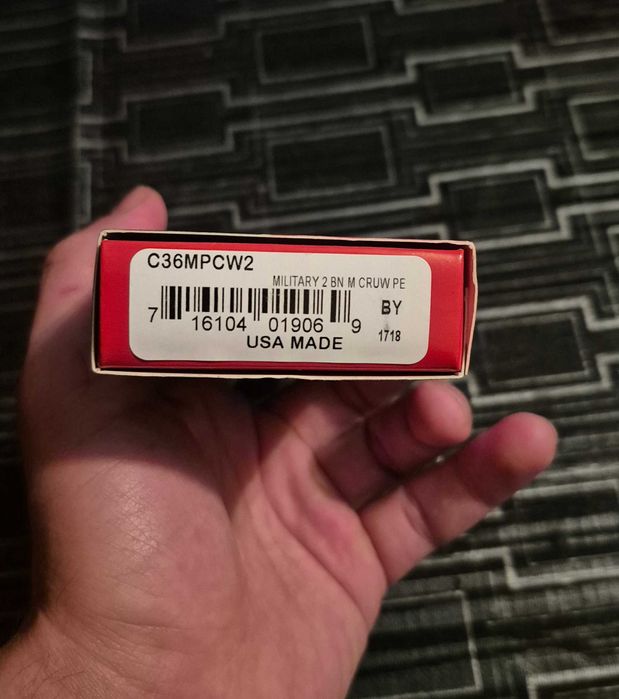 C36MPCW2
MILITARY 2 BN M CRUW PE
7 16104 01906 9
BY
USA MADE
1718